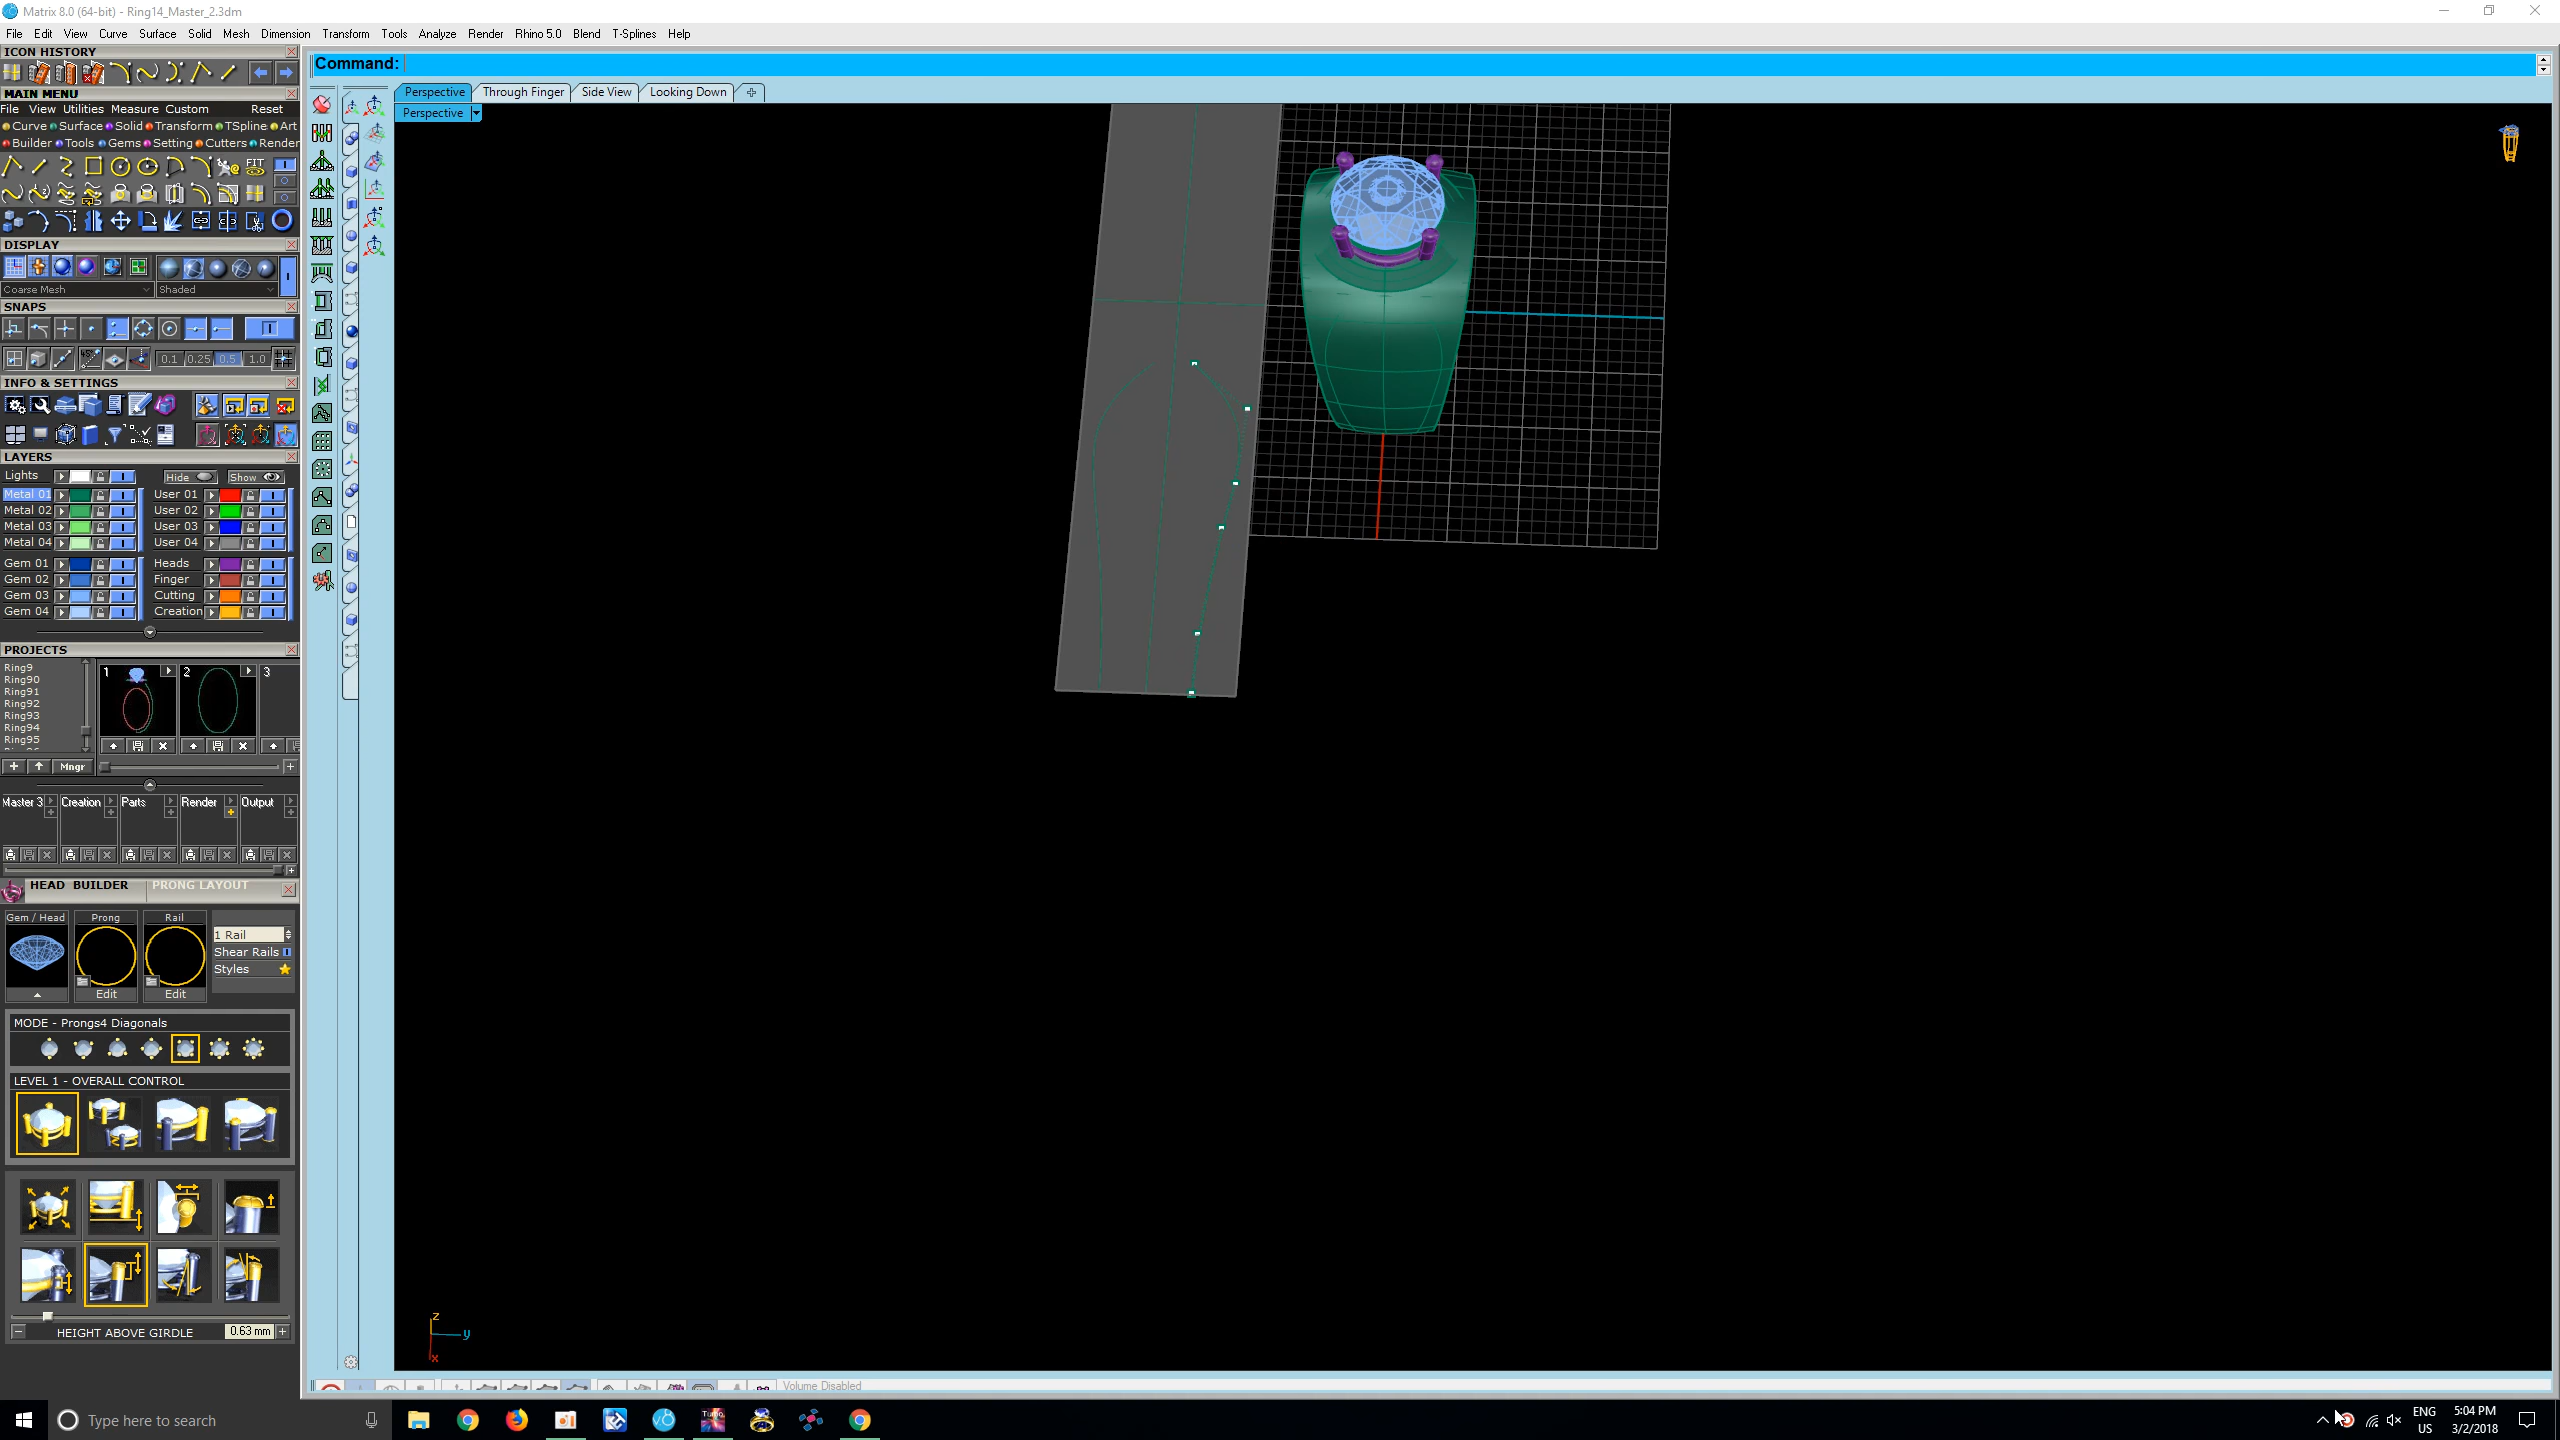 Matrix 8.0 (64-bit) - Ring14_Master_2.3dm
File Edit View Curve Surface Solid Mesh Dimension Transform Tools Analyze Render Rhino 5.0 Blend T-Splines Help
ICON HISTORY
Command:
MAIN MENU
File View Utilities Measure Custom Reset
Curve Surface Solid Transform TSpline Art
Builder Tools Gems Setting Cutters Render
FIT
Perspective Through Finger Side View Looking Down
Perspective
DISPLAY
Coarse Mesh Shaded
SNAPS
0.1 0.25 0.5 1.0
INFO & SETTINGS
LAYERS
Lights Hide Show
Metal 01 User 01
Metal 02 User 02
Metal 03 User 03
Metal 04 User 04
Gem 01 Heads
Gem 02 Finger
Gem 03 Cutting
Gem 04 Creation
PROJECTS
Ring9
Ring90
Ring91
Ring92
Ring93
Ring94
Ring95
1 2 3
Mngr
Master 3 Creation Parts Render Output
HEAD BUILDER PRONG LAYOUT
Gem / Head Prong Rail
1 Rail
Shear Rails
Styles
Edit Edit
MODE - Prongs4 Diagonals
LEVEL 1 - OVERALL CONTROL
HEIGHT ABOVE GIRDLE 0.63 mm
z
y
x
Volume Disabled
Type here to search
ENG
US
5:04 PM
3/2/2018